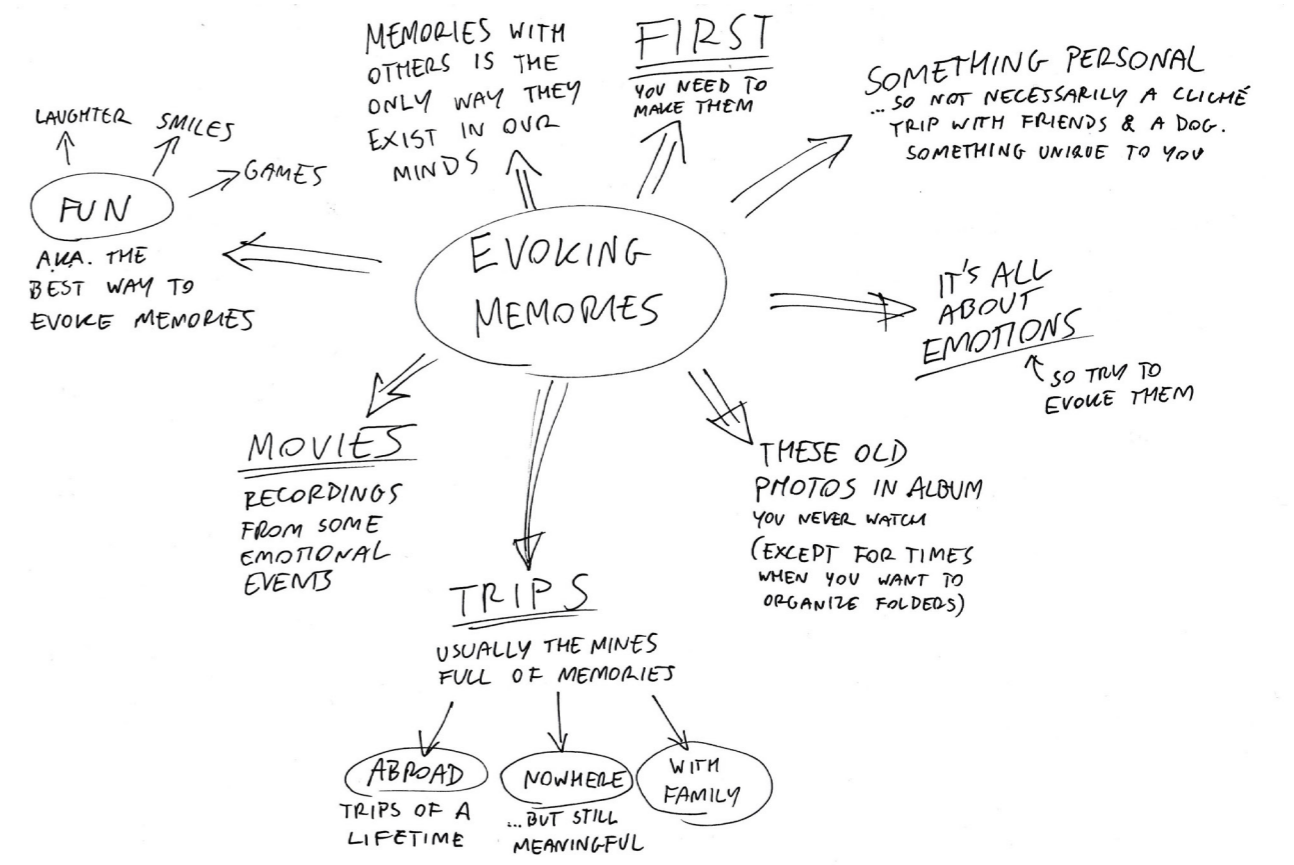 MEMORIES WITH
OTHERS IS THE
ONLY WAY THEY
EXIST IN OUR
MINDS
FIRST
YOU NEED TO
MAKE THEM
SOMETHING PERSONAL
...SO NOT NECESSARILY A CLICHÉ
TRIP WITH FRIENDS & A DOG.
SOMETHING UNIQUE TO YOU
LAUGHTER
SMILES
GAMES
FUN
A.K.A. THE
BEST WAY TO
EVOKE MEMORIES
EVOKING
MEMORIES
IT'S ALL
ABOUT
EMOTIONS
SO TRY TO
EVOKE THEM
MOVIES
RECORDINGS
FROM SOME
EMOTIONAL
EVENTS
THESE OLD
PHOTOS IN ALBUM
YOU NEVER WATCH
(EXCEPT FOR TIMES
WHEN YOU WANT TO
ORGANIZE FOLDERS)
TRIPS
USUALLY THE MINES
FULL OF MEMORIES
ABROAD
TRIPS OF A
LIFETIME
NOWHERE
...BUT STILL
MEANINGFUL
WITH
FAMILY